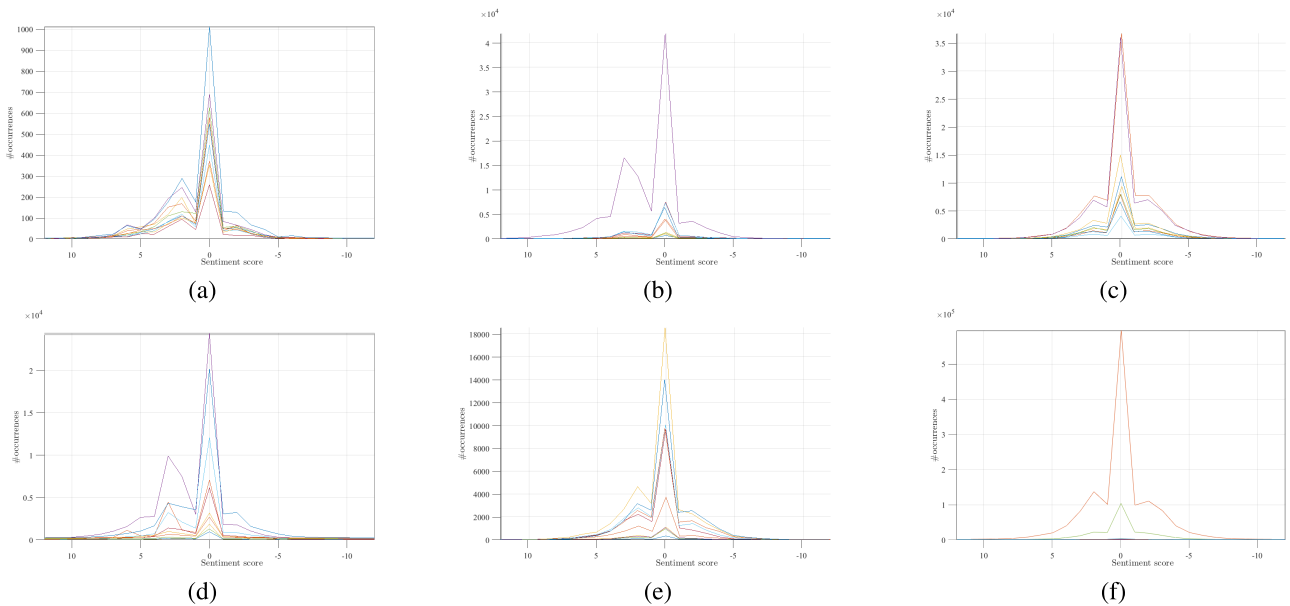 1000
900
800
700
600
500
400
300
200
100
0
#occurrences
10 5 0 -5 -10
Sentiment score
(a)
×10⁴
4
3.5
3
2.5
2
1.5
1
0.5
0
#occurrences
10 5 0 -5 -10
Sentiment score
(b)
×10⁴
3.5
3
2.5
2
1.5
1
0.5
0
#occurrences
10 5 0 -5 -10
Sentiment score
(c)
×10⁴
2
1.5
1
0.5
0
#occurrences
10 5 0 -5 -10
Sentiment score
(d)
18000
16000
14000
12000
10000
8000
6000
4000
2000
0
#occurrences
10 5 0 -5 -10
Sentiment score
(e)
×10⁵
5
4
3
2
1
0
#occurrences
10 5 0 -5 -10
Sentiment score
(f)